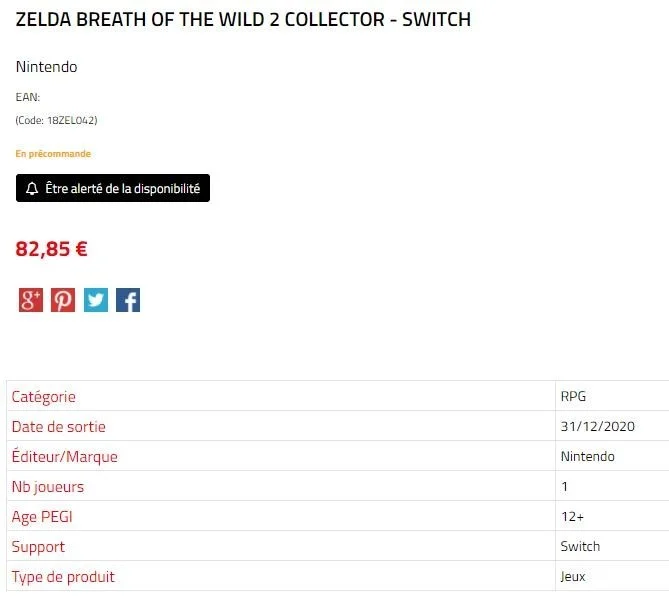 ZELDA BREATH OF THE WILD 2 COLLECTOR - SWITCH
Nintendo
EAN:
(Code: 18ZEL042)
En précommande
Être alerté de la disponibilité
82,85 €
Catégorie RPG
Date de sortie 31/12/2020
Éditeur/Marque Nintendo
Nb joueurs 1
Age PEGI 12+
Support Switch
Type de produit Jeux